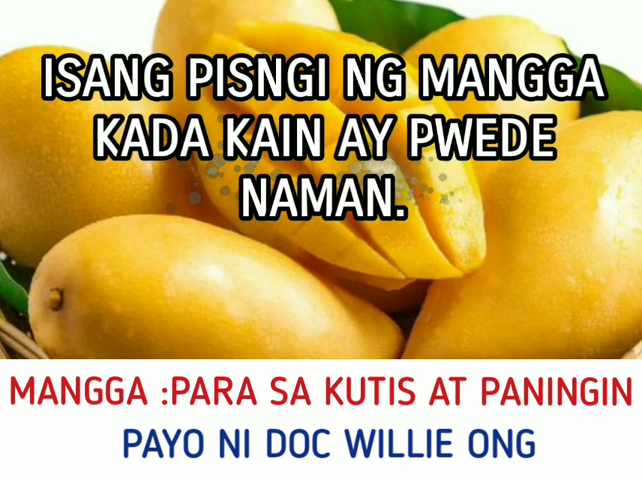 ISANG PISNGI NG MANGGA
KADA KAIN AY PWEDE
NAMAN.
MANGGA :PARA SA KUTIS AT PANINGIN
PAYO NI DOC WILLIE ONG